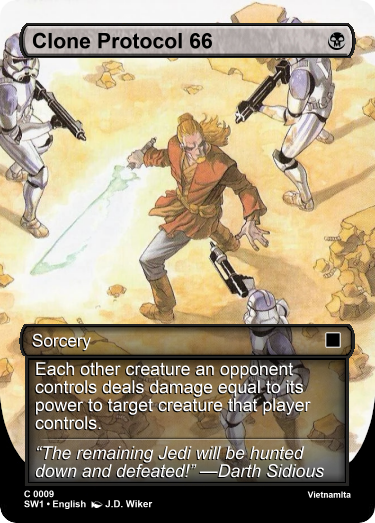 Clone Protocol 66
Sorcery
Each other creature an opponent
controls deals damage equal to its
power to target creature that player
controls.
“The remaining Jedi will be hunted
down and defeated!” —Darth Sidious
C 0009
SW1 • English J.D. Wiker
Vietnamita